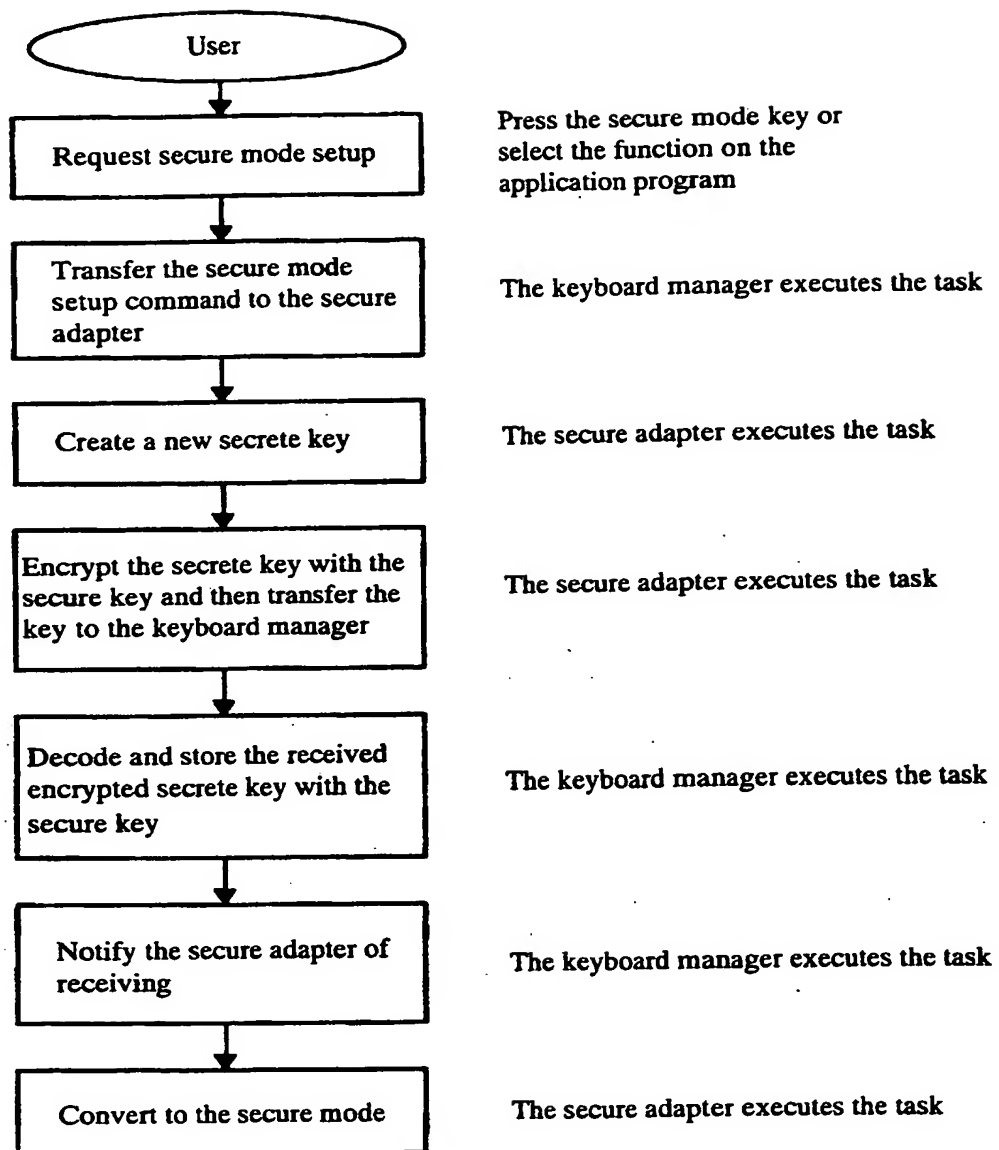 User
Request secure mode setup
Press the secure mode key or
select the function on the
application program
Transfer the secure mode
setup command to the secure
adapter
The keyboard manager executes the task
Create a new secrete key
The secure adapter executes the task
Encrypt the secrete key with the
secure key and then transfer the
key to the keyboard manager
The secure adapter executes the task
Decode and store the received
encrypted secrete key with the
secure key
The keyboard manager executes the task
Notify the secure adapter of
receiving
The keyboard manager executes the task
Convert to the secure mode
The secure adapter executes the task